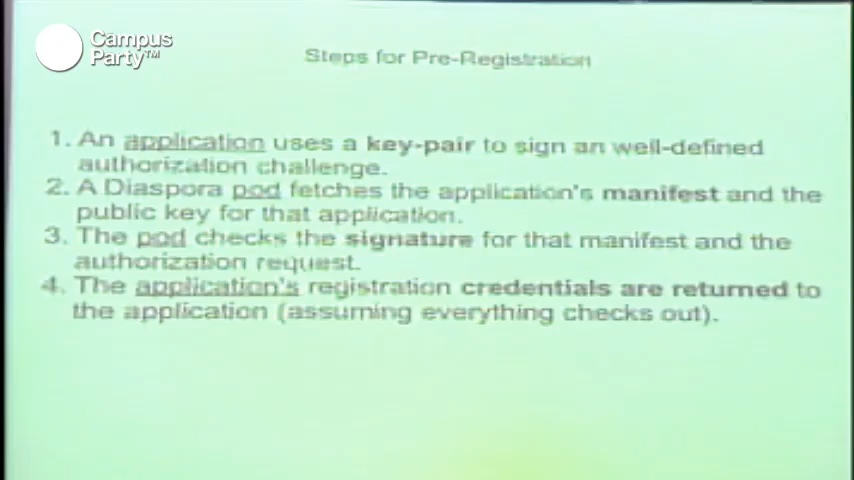 Campus
Party™
Steps for Pre-Registration
1. An application uses a key-pair to sign an well-defined
authorization challenge.
2. A Diaspora pod fetches the application's manifest and the
public key for that application.
3. The pod checks the signature for that manifest and the
authorization request.
4. The application's registration credentials are returned to
the application (assuming everything checks out).